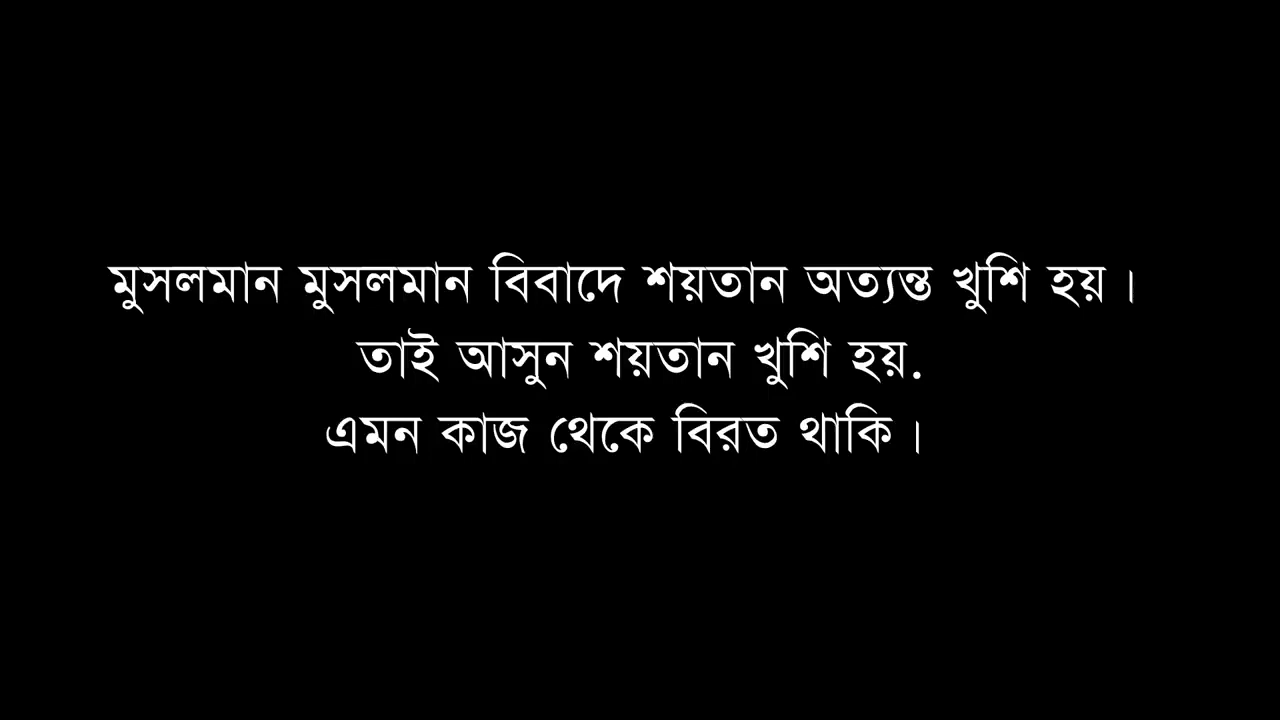 মুসলমান মুসলমান বিবাদে শয়তান অত্যন্ত খুশি হয়।
তাই আসুন শয়তান খুশি হয়.
এমন কাজ থেকে বিরত থাকি।